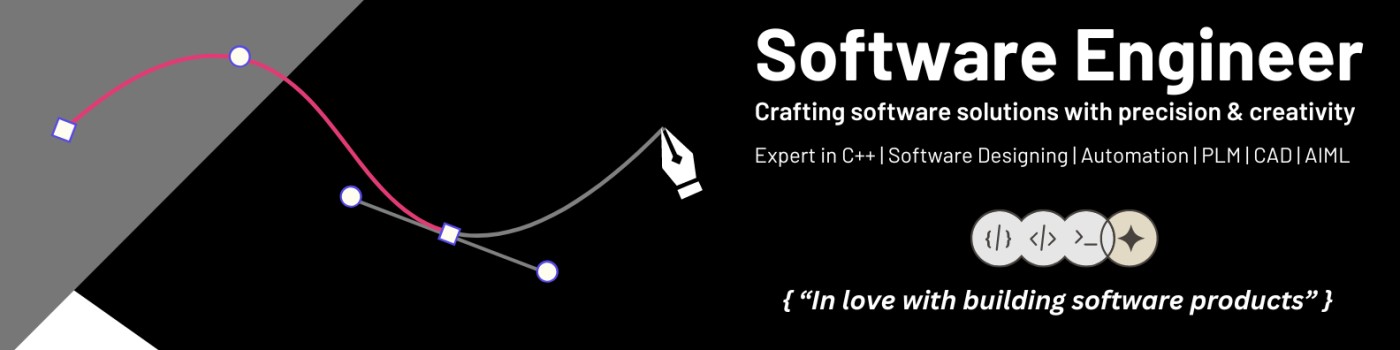 Software Engineer
Crafting software solutions with precision & creativity
Expert in C++ | Software Designing | Automation | PLM | CAD | AIML
{/} </> >_
{ “In love with building software products” }